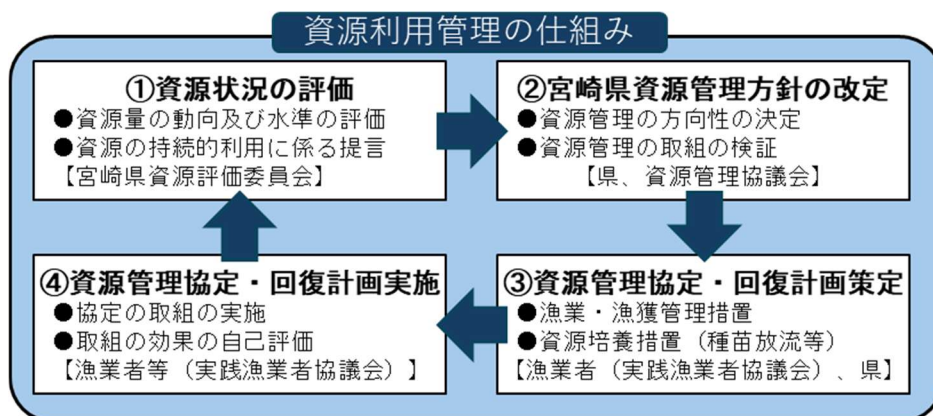 資源利用管理の仕組み
①資源状況の評価
●資源量の動向及び水準の評価
●資源の持続的利用に係る提言
【宮崎県資源評価委員会】
②宮崎県資源管理方針の改定
●資源管理の方向性の決定
●資源管理の取組の検証
【県、資源管理協議会】
③資源管理協定・回復計画策定
●漁業・漁獲管理措置
●資源培養措置（種苗放流等）
【漁業者（実践漁業者協議会）、県】
④資源管理協定・回復計画実施
●協定の取組の実施
●取組の効果の自己評価
【漁業者等（実践漁業者協議会）】